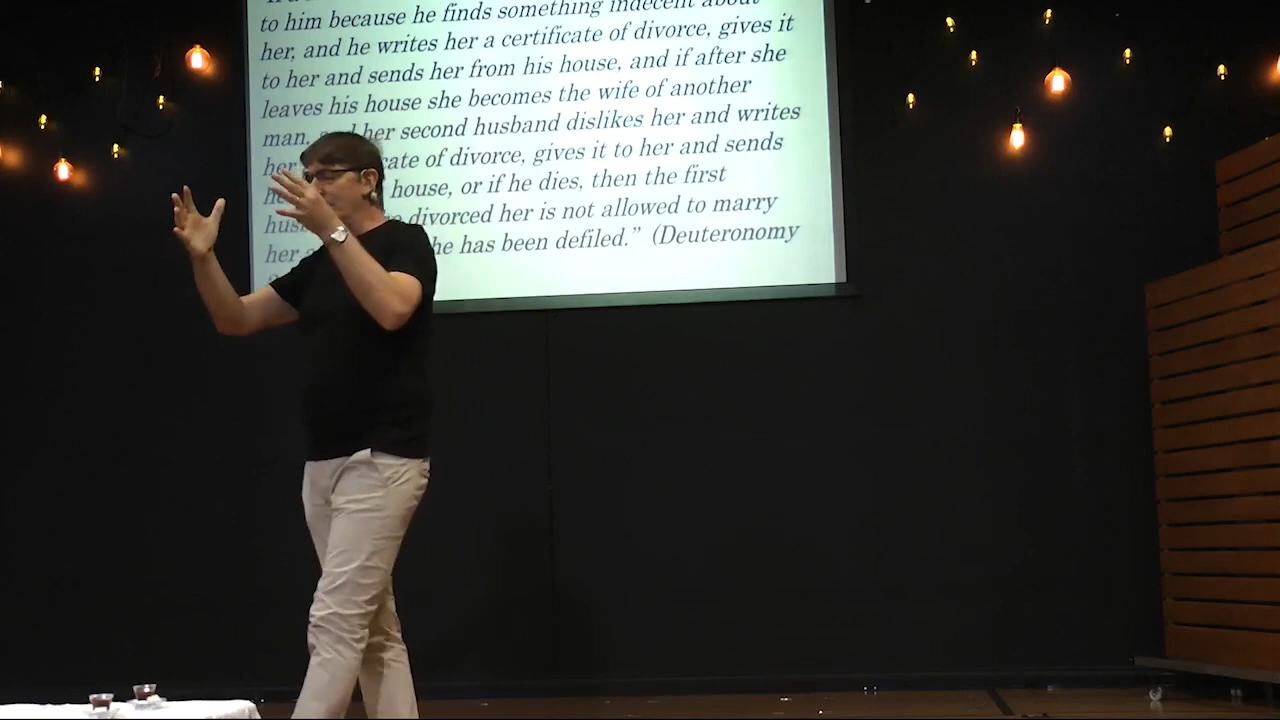 to him because he finds something indecent about
her, and he writes her a certificate of divorce, gives it
to her and sends her from his house, and if after she
leaves his house she becomes the wife of another
man, her second husband dislikes her and writes
her cate of divorce, gives it to her and sends
house, or if he dies, then the first
divorced her is not allowed to marry
her he has been defiled.” (Deuteronomy